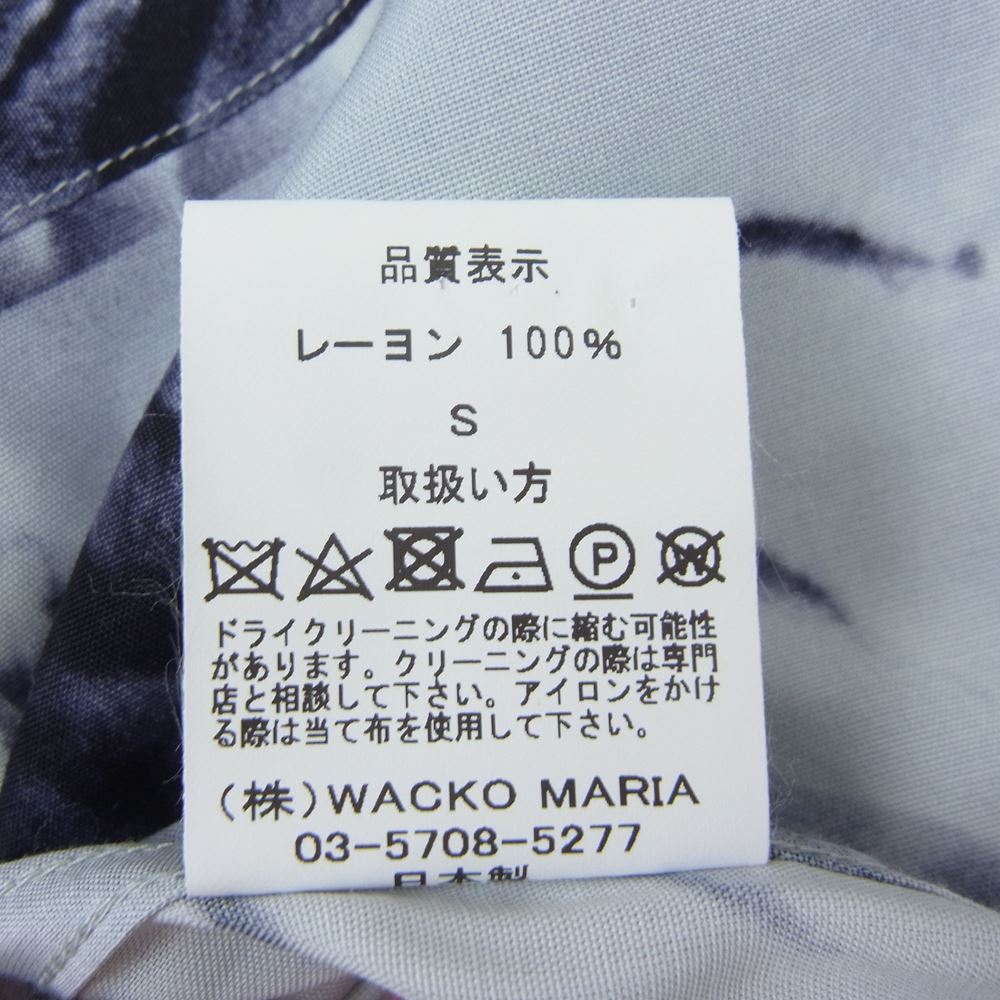 品質表示
レーヨン 100%
S
取扱い方
P W
ドライクリーニングの際に縮む可能性
があります。クリーニングの際は専門
店と相談して下さい。アイロンをかけ
る際は当て布を使用して下さい。
(株)WACKO MARIA
03-5708-5277
日本製